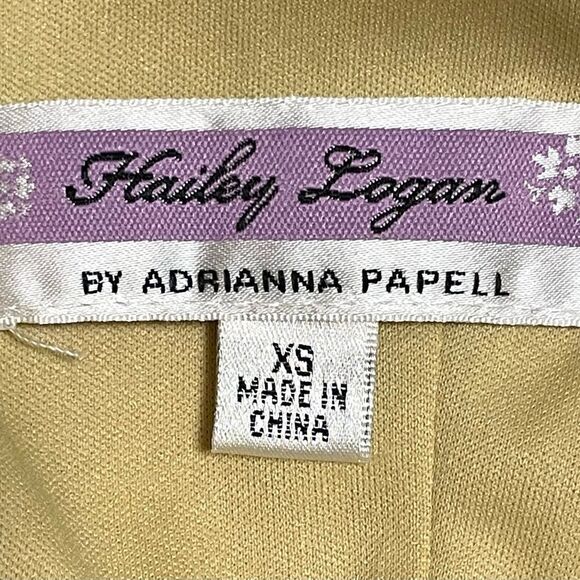 Hailey Logan
BY ADRIANNA PAPELL
XS
MADE IN
CHINA